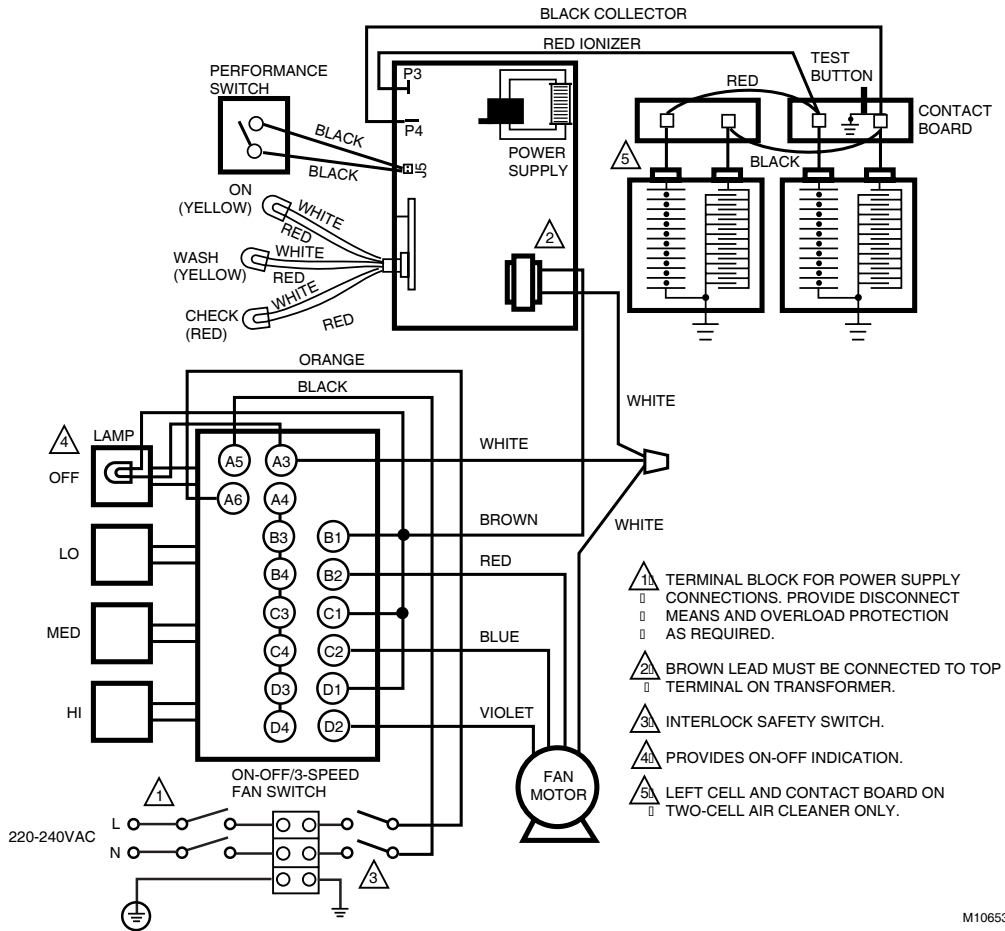 BLACK COLLECTOR
RED IONIZER
PERFORMANCE
SWITCH
P3
P4
J5
BLACK
BLACK
POWER
SUPPLY
RED
TEST
BUTTON
CONTACT
BOARD
BLACK
5
2
ON
(YELLOW)
WHITE
RED
WASH
(YELLOW)
WHITE
RED
CHECK
(RED)
WHITE
RED
ORANGE
BLACK
WHITE
4
LAMP
OFF
LO
MED
HI
A5
A3
A6
A4
B3
B1
B4
B2
C3
C1
C4
C2
D3
D1
D4
D2
WHITE
BROWN
WHITE
RED
BLUE
VIOLET
FAN
MOTOR
ON-OFF/3-SPEED
FAN SWITCH
1
220-240VAC
L
N
3
1 TERMINAL BLOCK FOR POWER SUPPLY
CONNECTIONS. PROVIDE DISCONNECT
MEANS AND OVERLOAD PROTECTION
AS REQUIRED.
2 BROWN LEAD MUST BE CONNECTED TO TOP
TERMINAL ON TRANSFORMER.
3 INTERLOCK SAFETY SWITCH.
4 PROVIDES ON-OFF INDICATION.
5 LEFT CELL AND CONTACT BOARD ON
TWO-CELL AIR CLEANER ONLY.
M10653